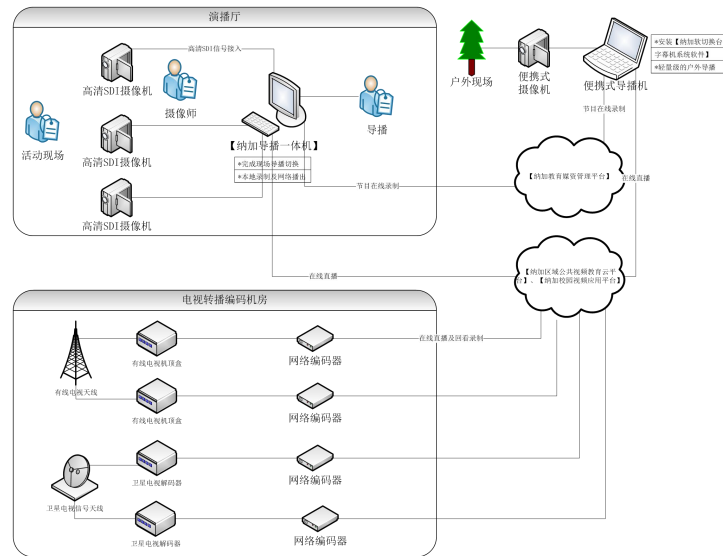 演播厅
高清SDI信号接入
高清SDI摄像机
摄像师
导播
活动现场
高清SDI摄像机
【纳加导播一体机】
*完成现场导播切换
*本地录制及网络播出
高清SDI摄像机
户外现场
便携式
摄像机
便携式导播机
*安装【纳加软切换台
字幕机系统软件】
*轻量级的户外导播
节目在线录制
【纳加教育媒资管理平台】
在线直播
节目在线录制
在线直播
【纳加区域公共视频教育云平
台】、【纳加校园视频应用平台】
电视转播编码机房
有线电视天线
有线电视机顶盒
网络编码器
在线直播及回看录制
有线电视机顶盒
网络编码器
卫星电视信号天线
卫星电视解码器
网络编码器
卫星电视解码器
网络编码器